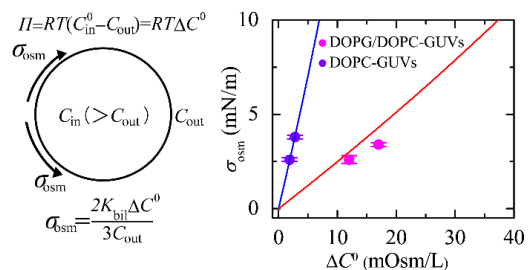 Π=RT(C⁰in−Cout)=RTΔC⁰
σosm
Cin(>Cout)
Cout
σosm
σosm=2KbilΔC⁰/3Cout
σosm (mN/m)
10
5
0
DOPG/DOPC-GUVs
DOPC-GUVs
0 10 20 30 40
ΔC⁰ (mOsm/L)